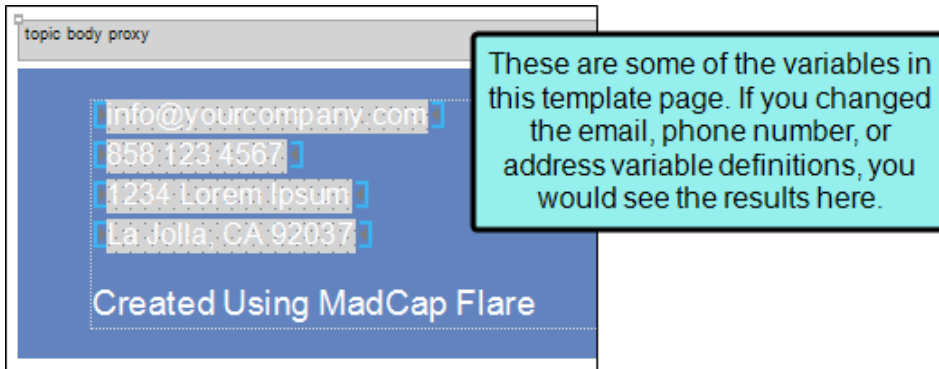 topic body proxy
info@yourcompany.com
858 123 4567
1234 Lorem Ipsum
La Jolla, CA 92037
Created Using MadCap Flare
These are some of the variables in
this template page. If you changed
the email, phone number, or
address variable definitions, you
would see the results here.